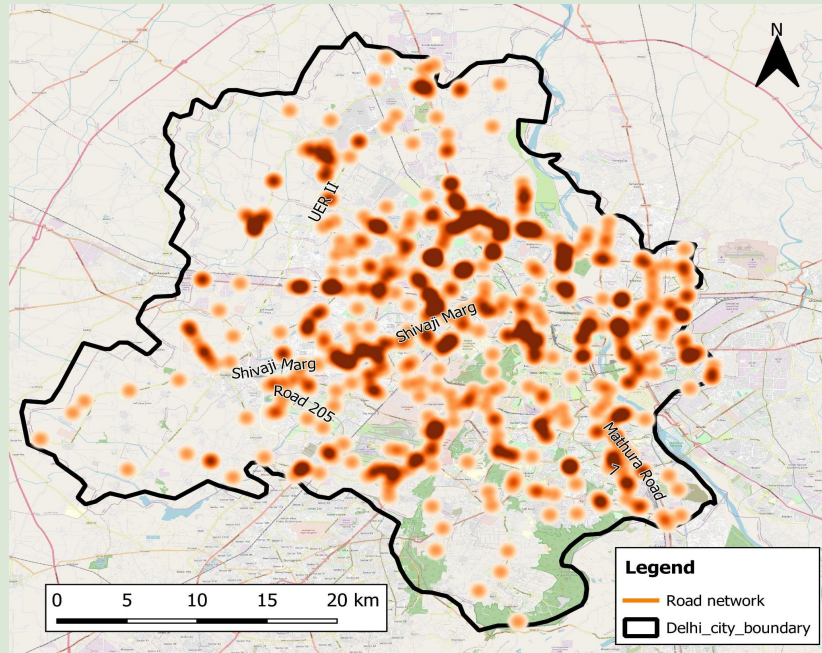 N
UER II
Shivaji Marg
Shivaji Marg
Road 205
Mathura Road
1
Legend
Road network
Delhi_city_boundary
0 5 10 15 20 km